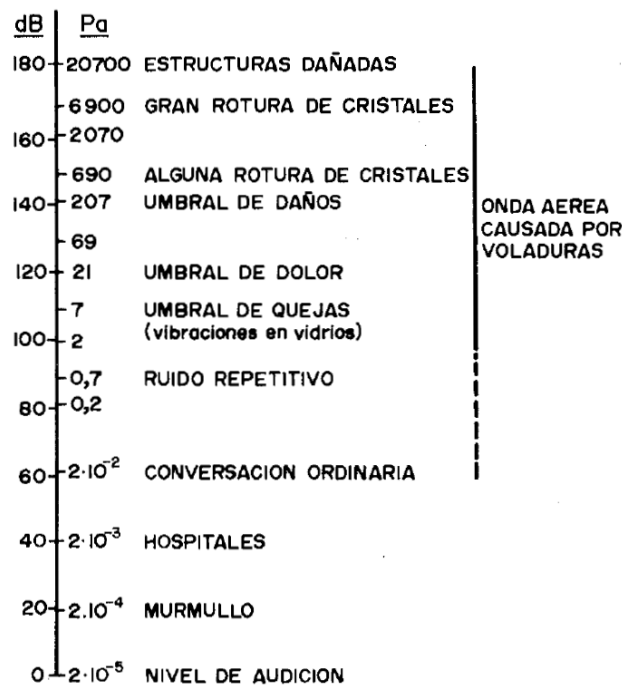 dB Pa
180 20700 ESTRUCTURAS DAÑADAS
6900 GRAN ROTURA DE CRISTALES
160 2070
690 ALGUNA ROTURA DE CRISTALES
140 207 UMBRAL DE DAÑOS
ONDA AEREA
CAUSADA POR
VOLADURAS
69
120 21 UMBRAL DE DOLOR
7 UMBRAL DE QUEJAS
(vibraciones en vidrios)
100 2
0,7 RUIDO REPETITIVO
80 0,2
60 2·10⁻² CONVERSACION ORDINARIA
40 2·10⁻³ HOSPITALES
20 2.10⁻⁴ MURMULLO
0 2·10⁻⁵ NIVEL DE AUDICION